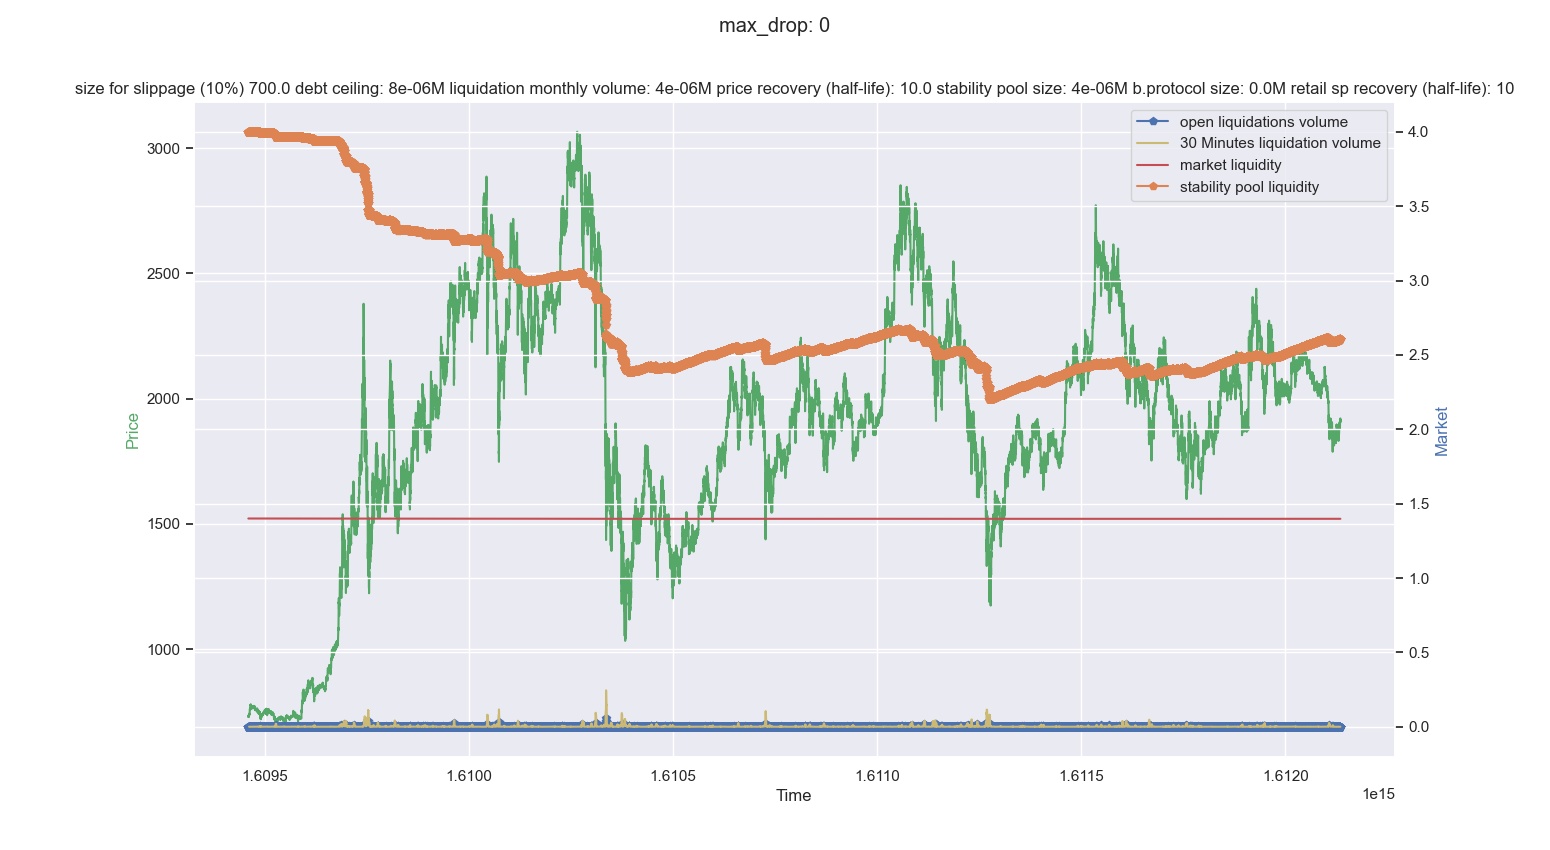 max_drop: 0
size for slippage (10%) 700.0 debt ceiling: 8e-06M liquidation monthly volume: 4e-06M price recovery (half-life): 10.0 stability pool size: 4e-06M b.protocol size: 0.0M retail sp recovery (half-life): 10
open liquidations volume
30 Minutes liquidation volume
market liquidity
stability pool liquidity
3000
2500
2000
1500
1000
Price
4.0
3.5
3.0
2.5
2.0
1.5
1.0
0.5
0.0
Market
1.6095 1.6100 1.6105 1.6110 1.6115 1.6120
1e15
Time